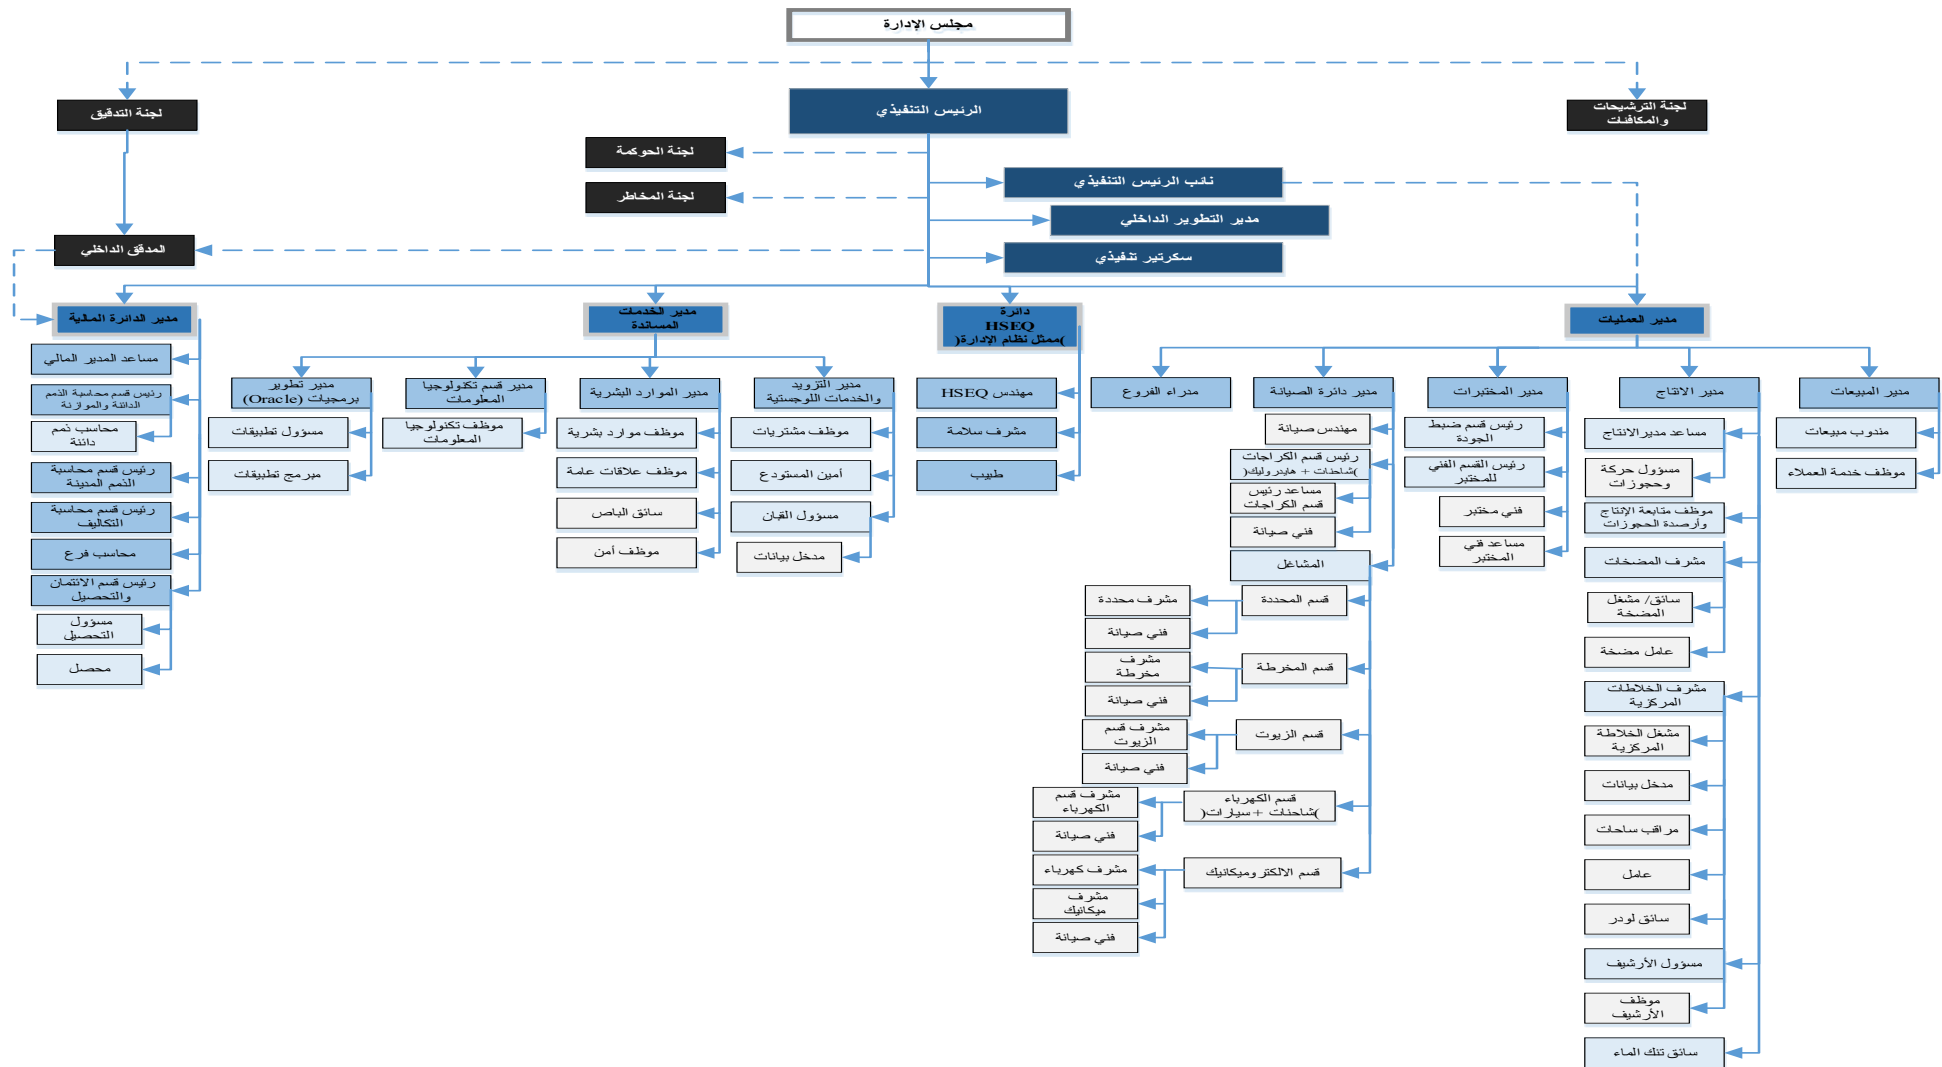 مجلس الإدارة
لجنة التدقيق
الرئيس التنفيذي
لجنة الترشيحات
والمكافئات
لجنة الحوكمة
نائب الرئيس التنفيذي
لجنة المخاطر
مدير التطوير الداخلي
المدقق الداخلي
سكرتير تنفيذي
مدير العمليات
دائرة
HSEQ
)ممثل نظام الإدارة(
مدير الخدمات
المساندة
مدير الدائرة المالية
مدير المبيعات
مندوب مبيعات
موظف خدمة العملاء
مدير الانتاج
مساعد مدير الانتاج
مسؤول حركة
وحجوزات
موظف متابعة الإنتاج
وأرصدة الحجوزات
مشرف المضخات
سائق/ مشغل
المضخة
عامل مضخة
مشرف الخلاطات
المركزية
مشغل الخلاطة
المركزية
مدخل بيانات
مراقب ساحات
عامل
سائق لودر
مسؤول الأرشيف
موظف
الأرشيف
سائق تنك الماء
مدير المختبرات
رئيس قسم ضبط
الجودة
رئيس القسم الفني
للمختبر
فني مختبر
مساعد فني
المختبر
مدير دائرة الصيانة
مهندس صيانة
رئيس قسم الكراجات
)شاحنات + هايدروليك(
مساعد رئيس
قسم الكراجات
فني صيانة
المشاغل
قسم المحددة
مشرف محددة
فني صيانة
قسم المخرطة
مشرف
مخرطة
فني صيانة
قسم الزيوت
مشرف قسم
الزيوت
فني صيانة
قسم الكهرباء
)شاحنات + سيارات(
مشرف قسم
الكهرباء
فني صيانة
قسم الالكتروميكانيك
مشرف كهرباء
مشرف
ميكانيك
فني صيانة
مدراء الفروع
مهندس HSEQ
مشرف سلامة
طبيب
مدير التزويد
والخدمات اللوجستية
موظف مشتريات
أمين المستودع
مسؤول القبان
مدخل بيانات
مدير الموارد البشرية
موظف موارد بشرية
موظف علاقات عامة
سائق الباص
موظف أمن
مدير قسم تكنولوجيا
المعلومات
موظف تكنولوجيا
المعلومات
مدير تطوير
برمجيات (Oracle)
مسؤول تطبيقات
مبرمج تطبيقات
مساعد المدير المالي
رئيس قسم محاسبة الذمم
الدائنة والموازنة
محاسب ذمم
دائنة
رئيس قسم محاسبة
الذمم المدينة
رئيس قسم محاسبة
التكاليف
محاسب فرع
رئيس قسم الائتمان
والتحصيل
مسؤول
التحصيل
محصل